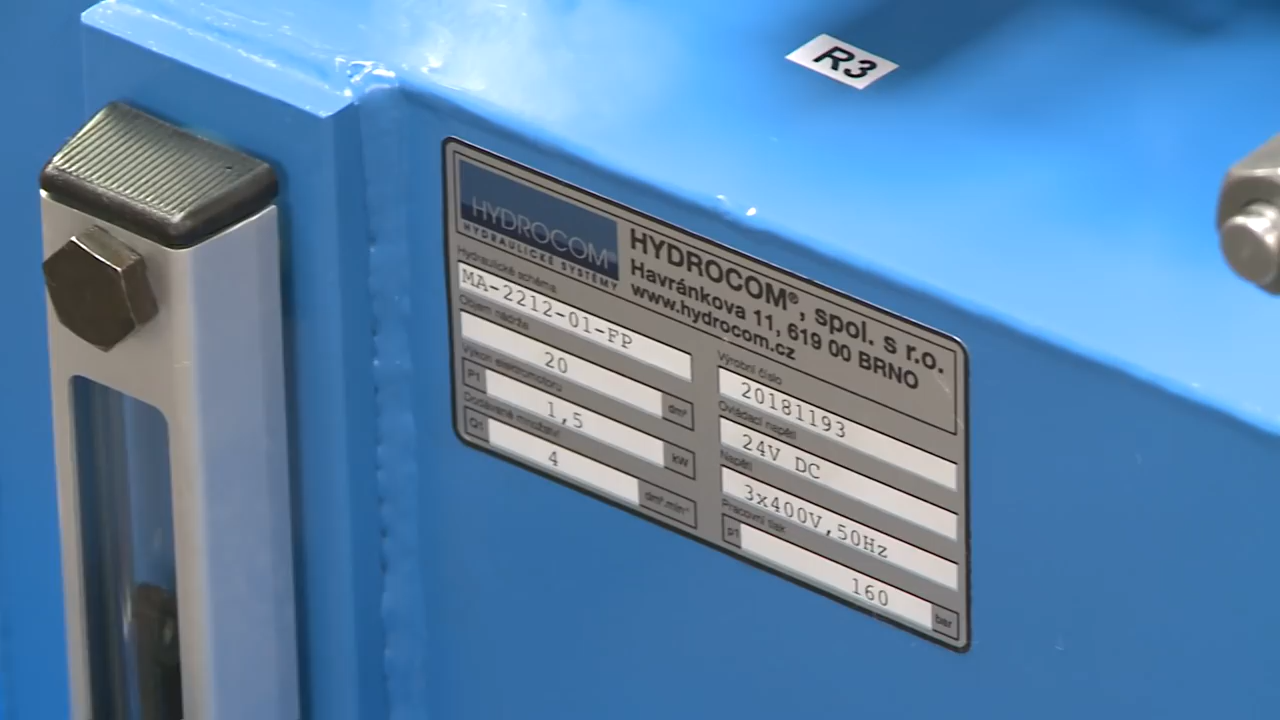 R3
HYDROCOM®
HYDRAULICKÉ SYSTÉMY
HYDROCOM®, spol. s r.o.
Havránkova 11, 619 00 BRNO
www.hydrocom.cz
Hydraulické schéma
MA-2212-01-FP
Objem nádrže
20 dm³
Výkon elektromotoru
P1 1,5 kW
Dodávané množství
Q1 4 dm³.min⁻¹
Výrobní číslo
20181193
Ovládací napětí
24V DC
Napětí
3x400V,50Hz
Pracovní tlak
p1 160 bar